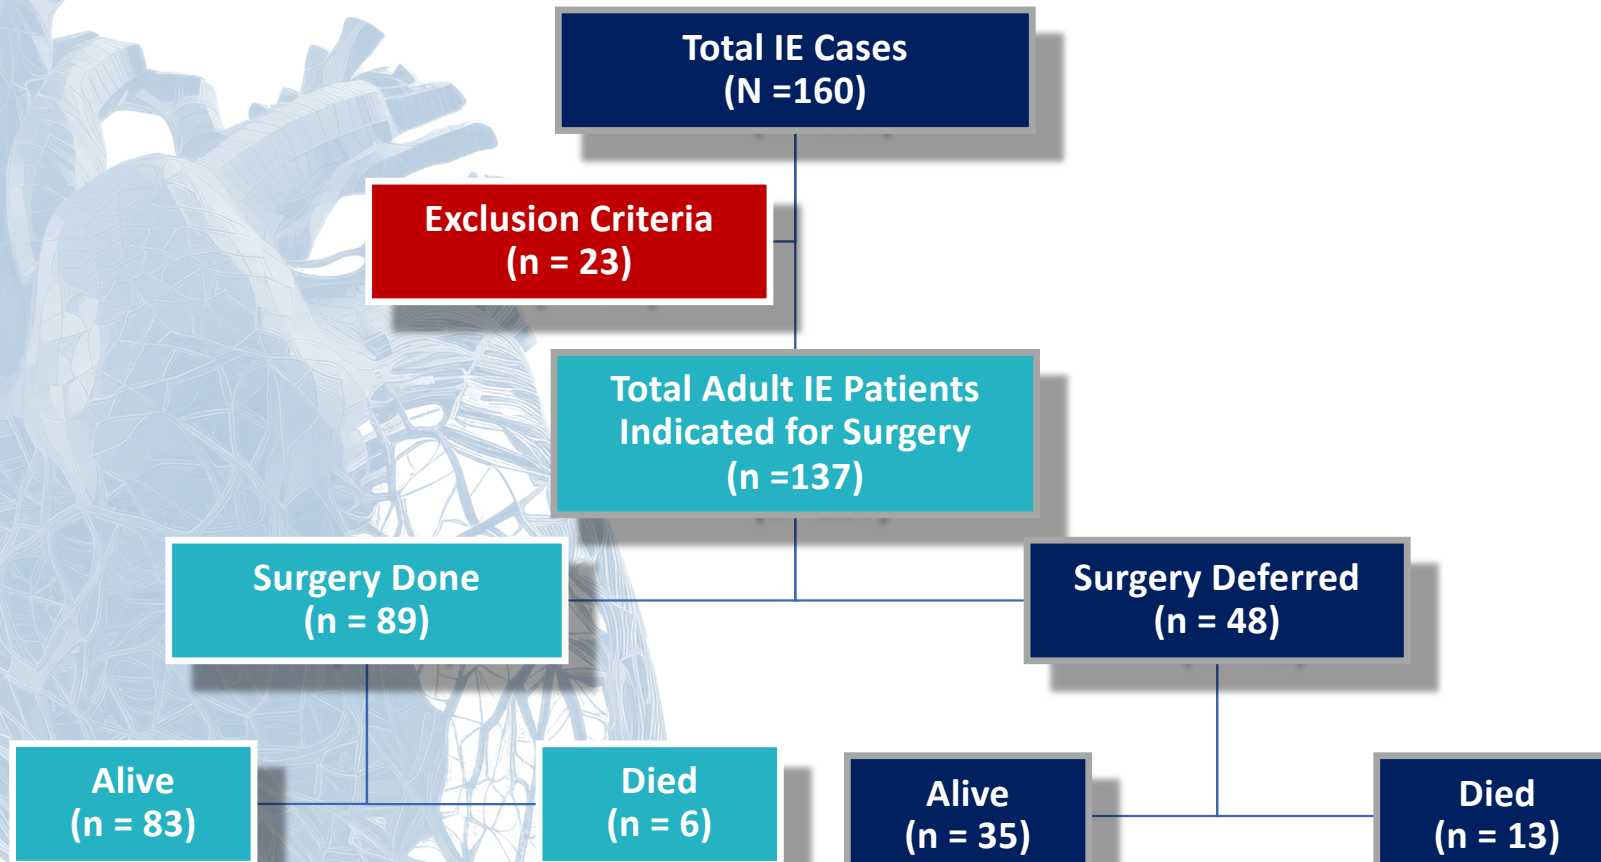 Total IE Cases
(N =160)
Exclusion Criteria
(n = 23)
Total Adult IE Patients
Indicated for Surgery
(n =137)
Surgery Done
(n = 89)
Surgery Deferred
(n = 48)
Alive
(n = 83)
Died
(n = 6)
Alive
(n = 35)
Died
(n = 13)